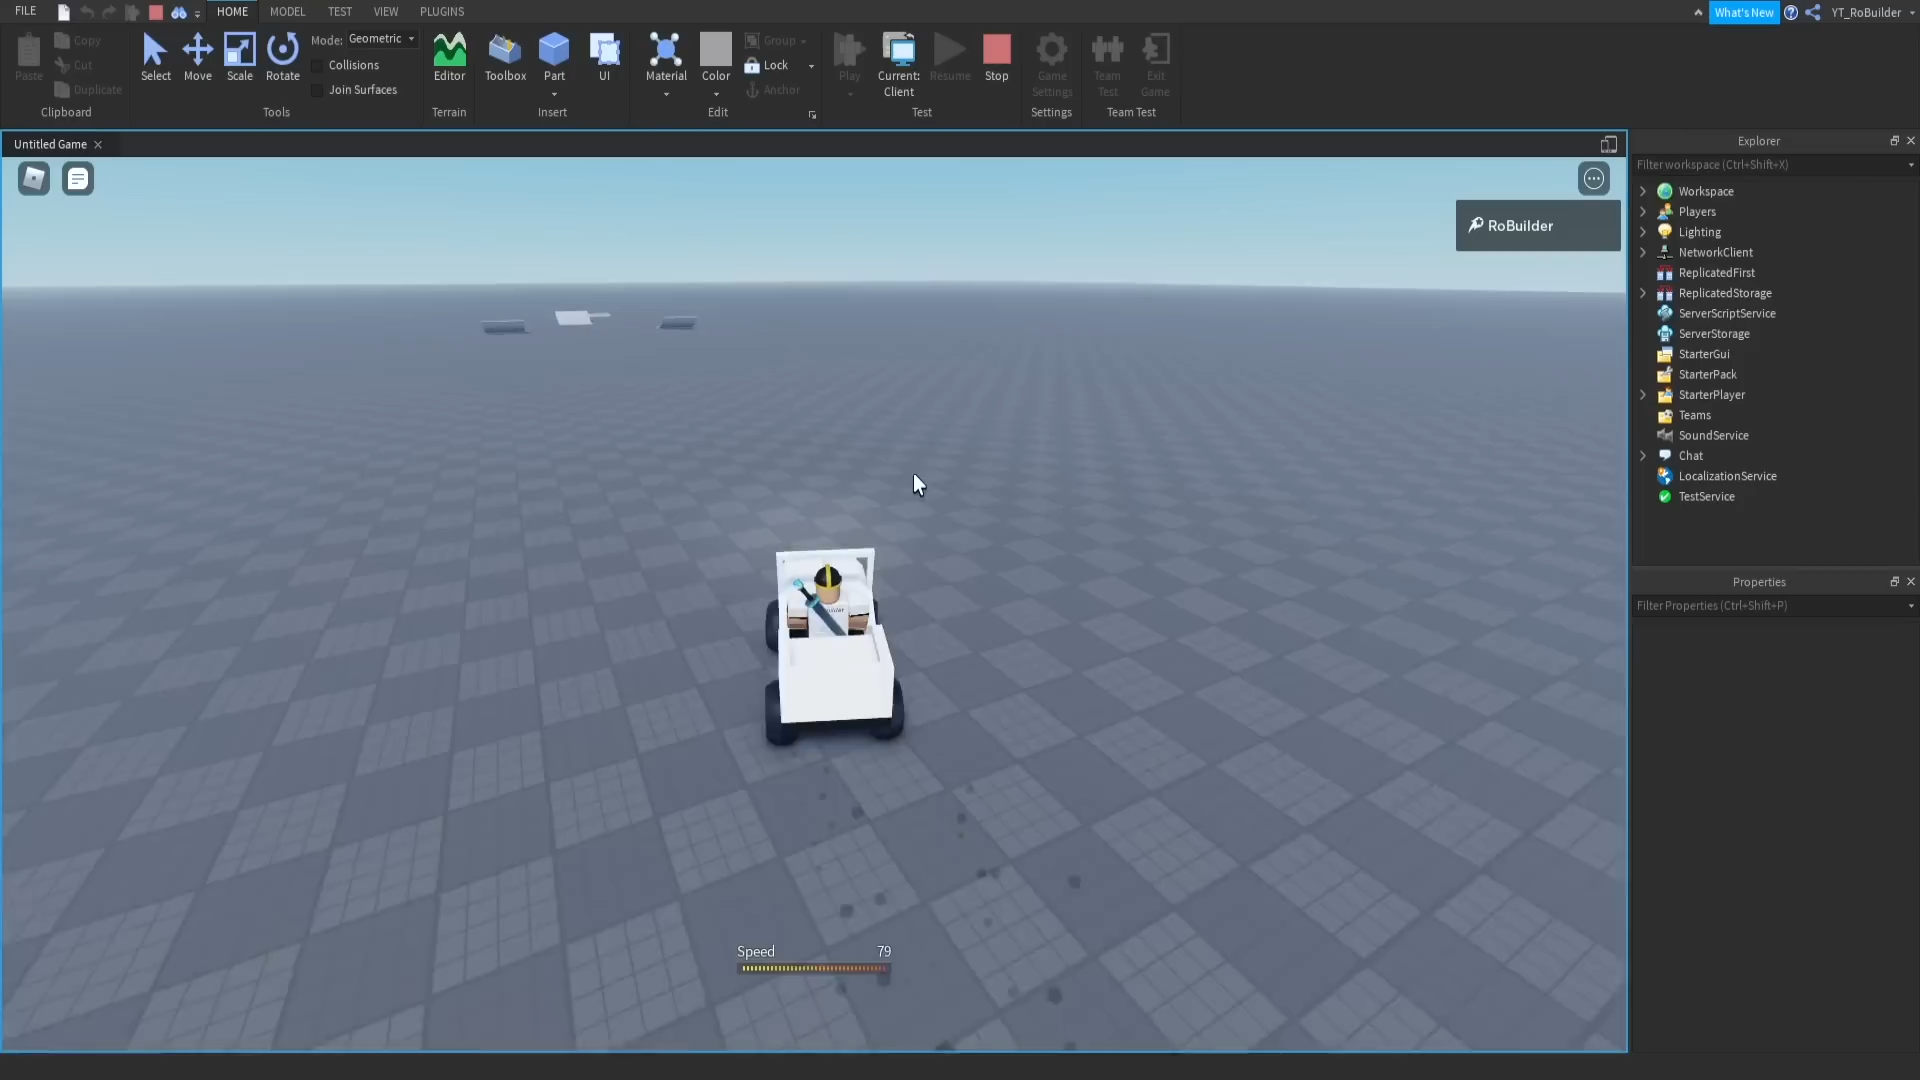 FILE
HOME
MODEL
TEST
VIEW
PLUGINS
What's New
YT_RoBuilder
Paste
Copy
Cut
Duplicate
Clipboard
Select
Move
Scale
Rotate
Mode: Geometric
Collisions
Join Surfaces
Tools
Editor
Terrain
Toolbox
Part
UI
Insert
Material
Color
Group
Lock
Anchor
Edit
Play
Current:
Client
Resume
Stop
Test
Game
Settings
Settings
Team
Test
Exit
Game
Team Test
Untitled Game
RoBuilder
Speed 79
Explorer
Filter workspace (Ctrl+Shift+X)
Workspace
Players
Lighting
NetworkClient
ReplicatedFirst
ReplicatedStorage
ServerScriptService
ServerStorage
StarterGui
StarterPack
StarterPlayer
Teams
SoundService
Chat
LocalizationService
TestService
Properties
Filter Properties (Ctrl+Shift+P)